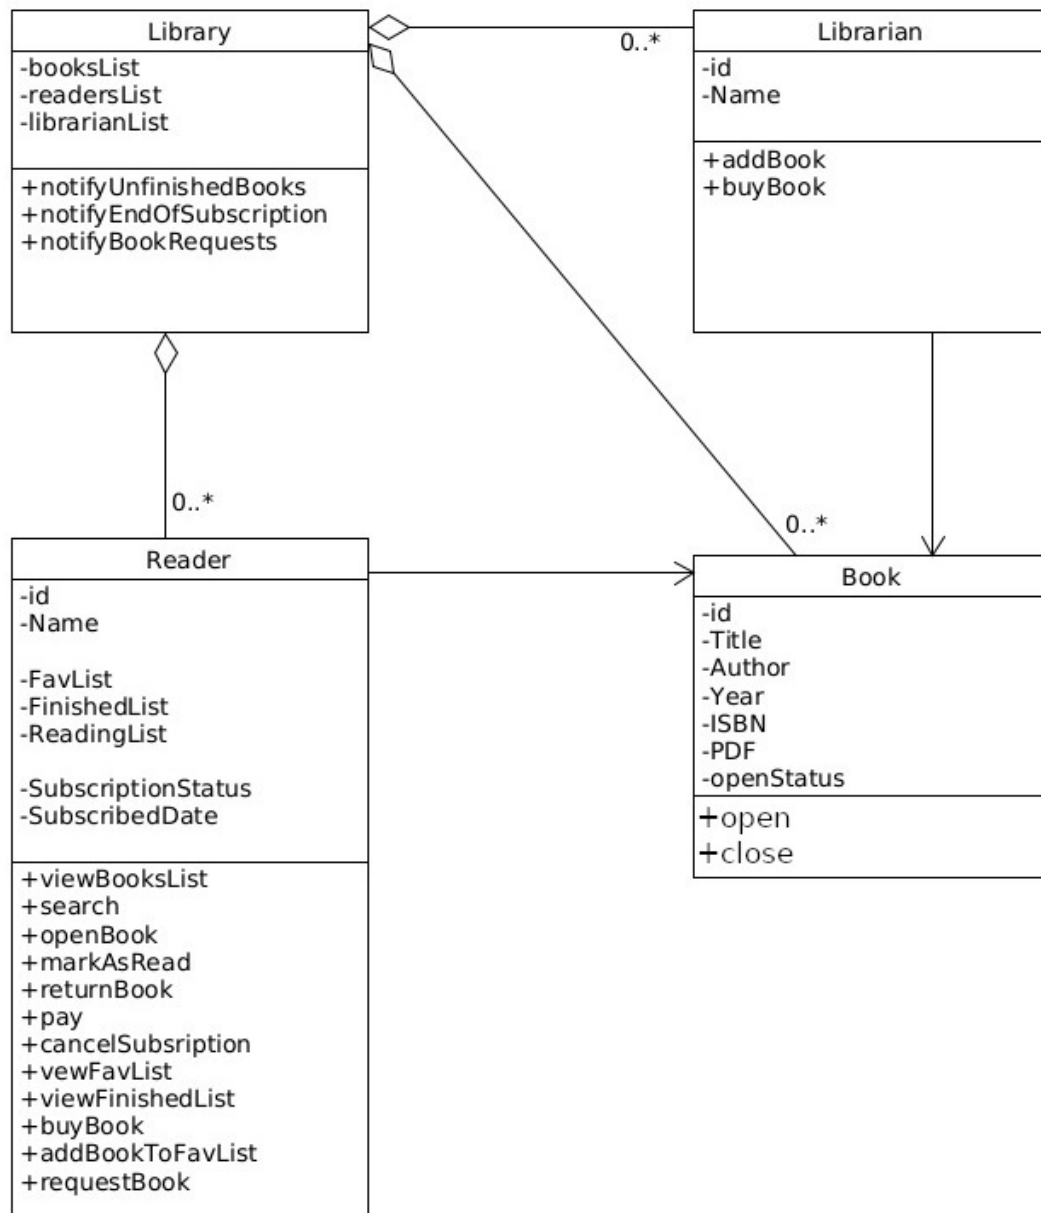 Library
-booksList
-readersList
-librarianList
+notifyUnfinishedBooks
+notifyEndOfSubscription
+notifyBookRequests
0..*
Librarian
-id
-Name
+addBook
+buyBook
0..*
0..*
Reader
-id
-Name
-FavList
-FinishedList
-ReadingList
-SubscriptionStatus
-SubscribedDate
+viewBooksList
+search
+openBook
+markAsRead
+returnBook
+pay
+cancelSubsription
+vewFavList
+viewFinishedList
+buyBook
+addBookToFavList
+requestBook
Book
-id
-Title
-Author
-Year
-ISBN
-PDF
-openStatus
+open
+close